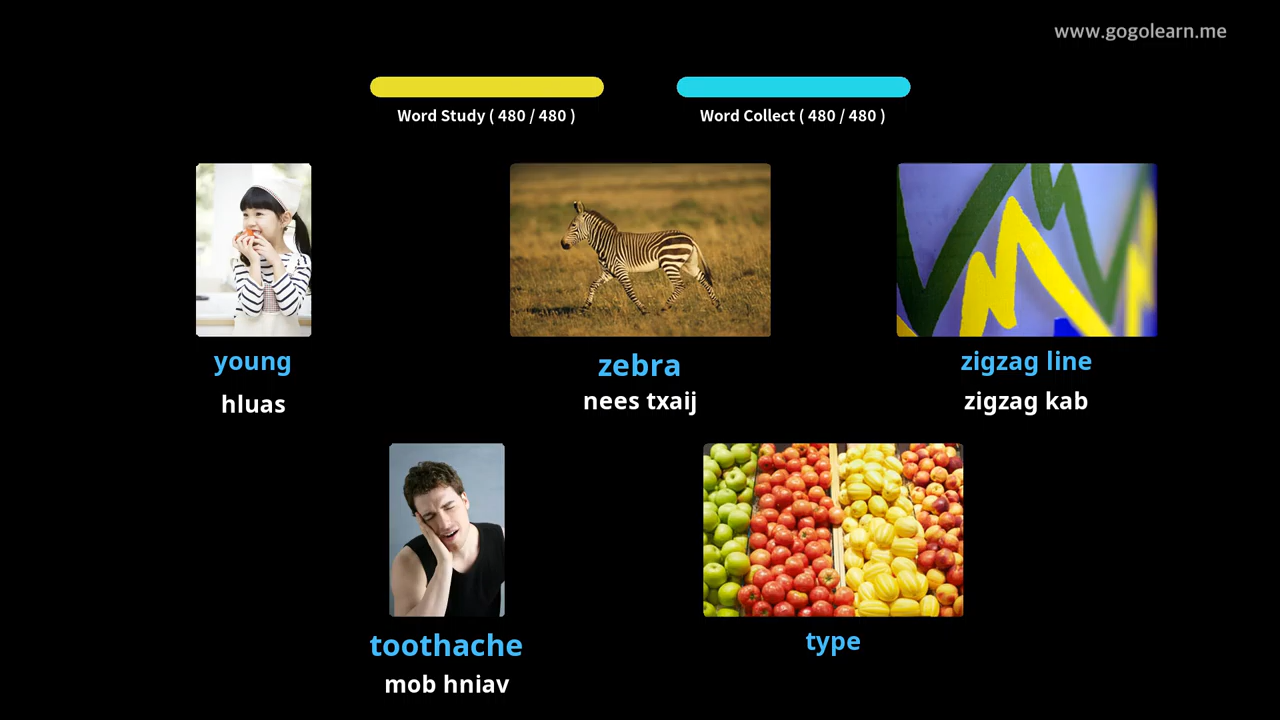 www.gogolearn.me
Word Study ( 480 / 480 )
Word Collect ( 480 / 480 )
young
hluas
zebra
nees txaij
zigzag line
zigzag kab
toothache
mob hniav
type